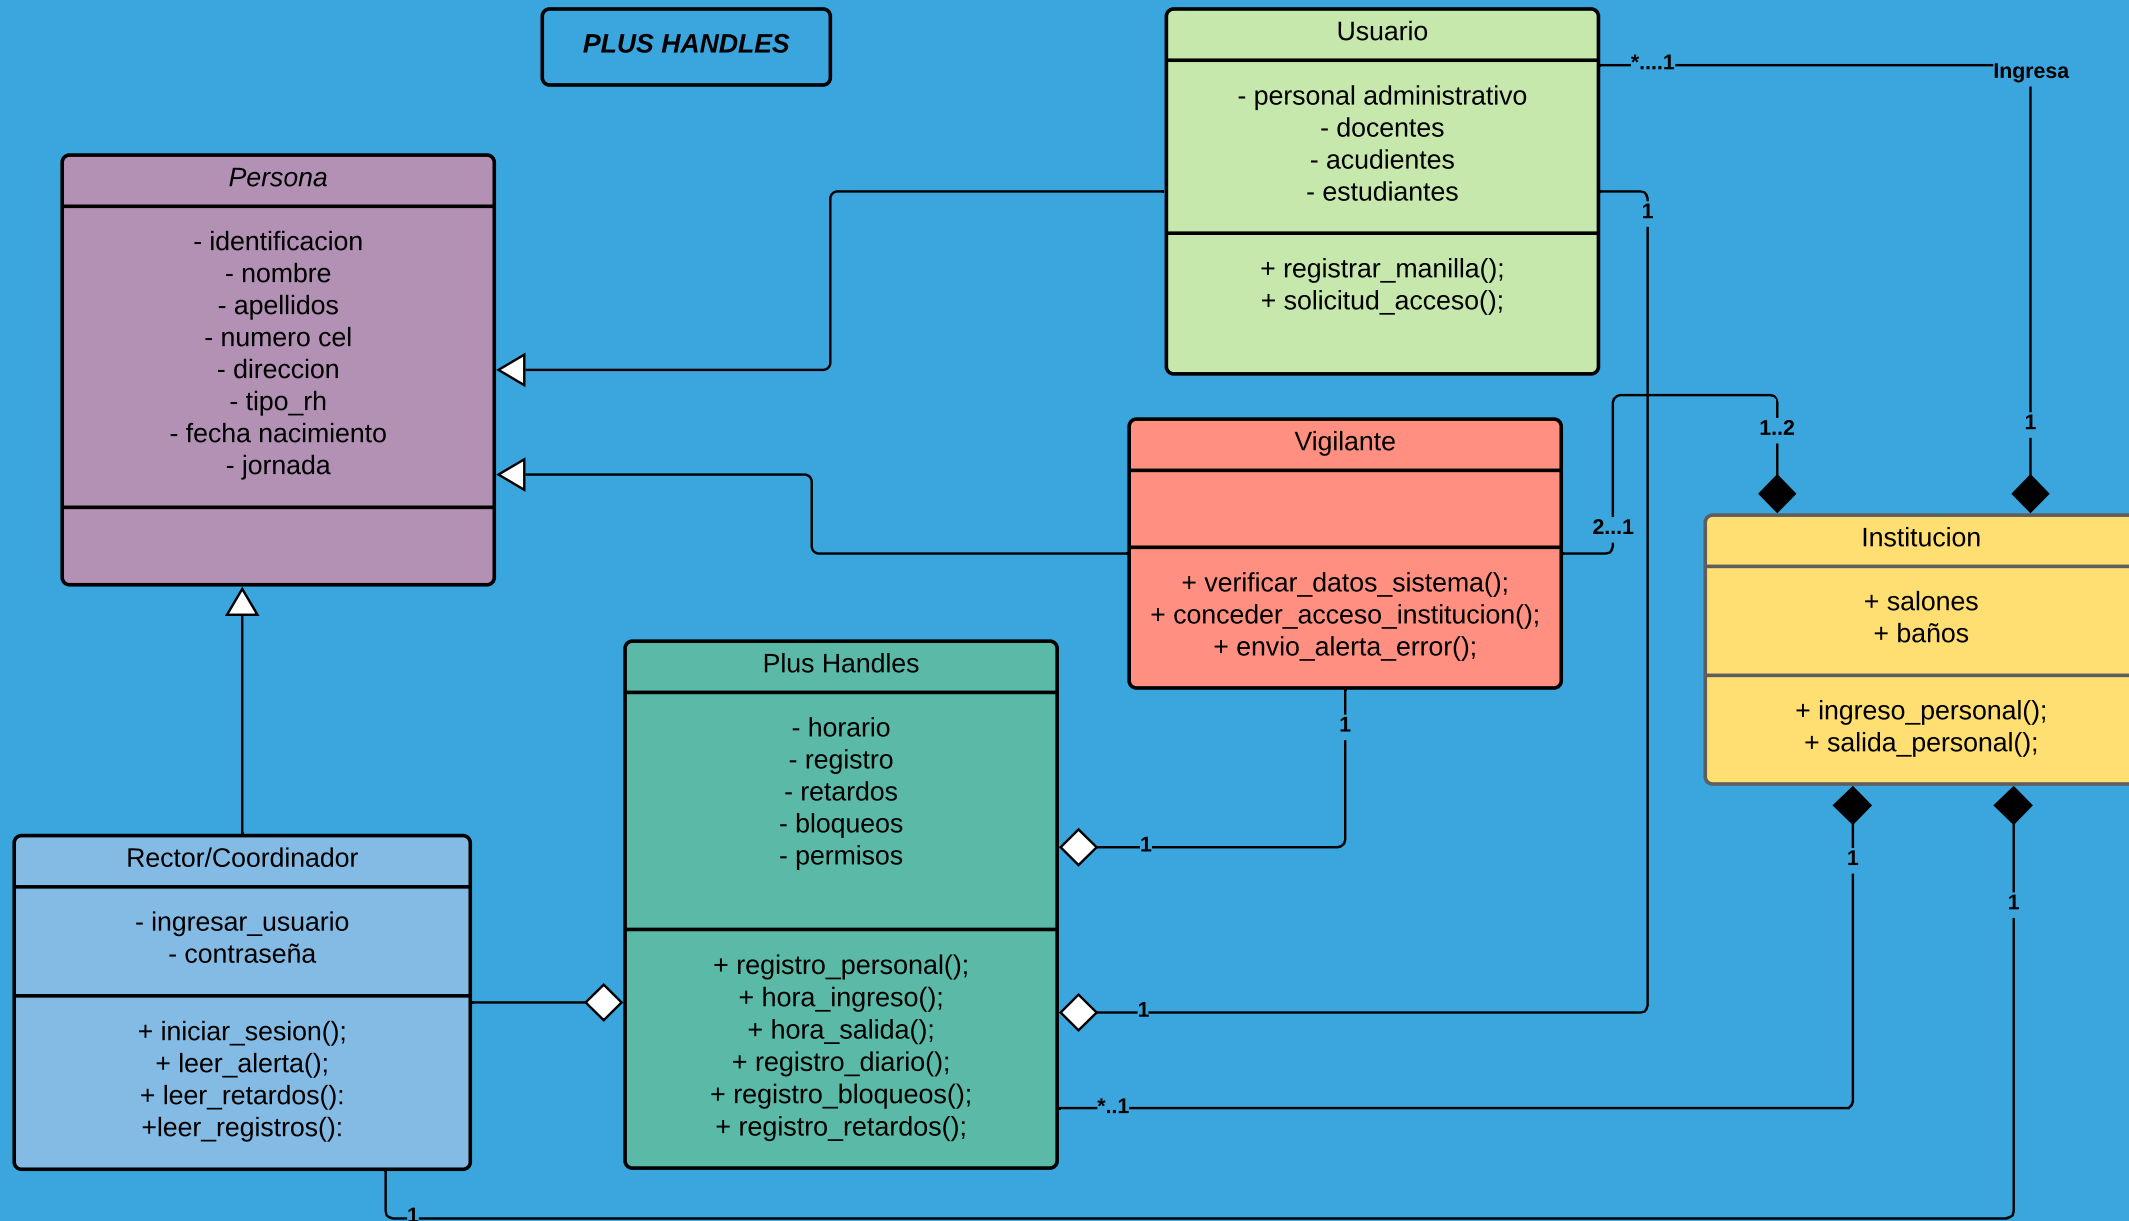 PLUS HANDLES
Usuario
- personal administrativo
- docentes
- acudientes
- estudiantes
+ registrar_manilla();
+ solicitud_acceso();
*....1
Ingresa
1
1
Persona
- identificacion
- nombre
- apellidos
- numero cel
- direccion
- tipo_rh
- fecha nacimiento
- jornada
Vigilante
+ verificar_datos_sistema();
+ conceder_acceso_institucion();
+ envio_alerta_error();
2...1
1..2
Institucion
+ salones
+ baños
+ ingreso_personal();
+ salida_personal();
Plus Handles
- horario
- registro
- retardos
- bloqueos
- permisos
+ registro_personal();
+ hora_ingreso();
+ hora_salida();
+ registro_diario();
+ registro_bloqueos();
+ registro_retardos();
1
1
1
*..1
1
1
Rector/Coordinador
- ingresar_usuario
- contraseña
+ iniciar_sesion();
+ leer_alerta();
+ leer_retardos():
+leer_registros():
1